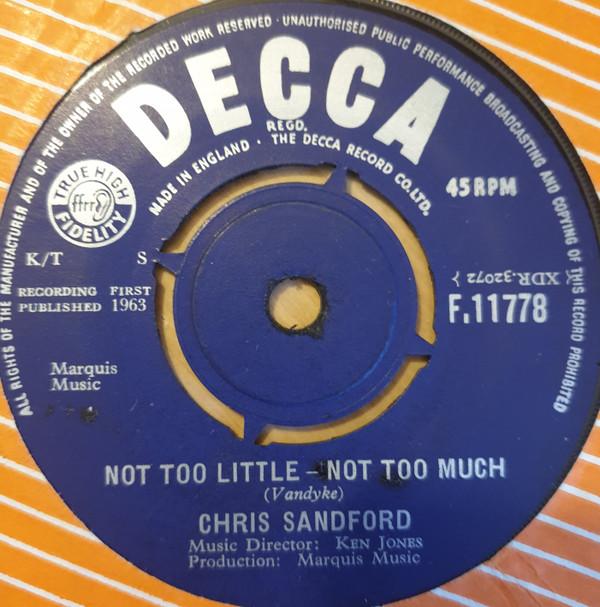 ALL RIGHTS OF THE MANUFACTURER AND OF THE OWNER OF THE RECORDED WORK RESERVED · UNAUTHORISED PUBLIC PERFORMANCE BROADCASTING AND COPYING OF THIS RECORD PROHIBITED
DECCA
REGD.
MADE IN ENGLAND · THE DECCA RECORD CO. LTD.
TRUE HIGH
ffrr
FIDELITY
45 RPM
K/T S
XDR.32072
RECORDING FIRST
PUBLISHED 1963
F.11778
Marquis
Music
NOT TOO LITTLE - NOT TOO MUCH
(Vandyke)
CHRIS SANDFORD
Music Director: KEN JONES
Production: Marquis Music